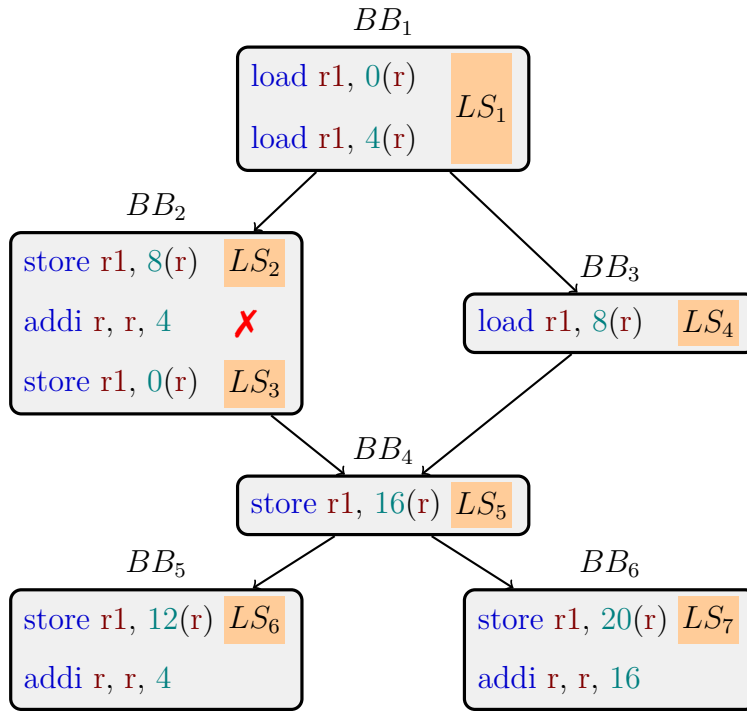 BB₁
load r1, 0(r)
LS₁
load r1, 4(r)
BB₂
store r1, 8(r) LS₂
addi r, r, 4 ✗
store r1, 0(r) LS₃
BB₃
load r1, 8(r) LS₄
BB₄
store r1, 16(r) LS₅
BB₅
store r1, 12(r) LS₆
addi r, r, 4
BB₆
store r1, 20(r) LS₇
addi r, r, 16